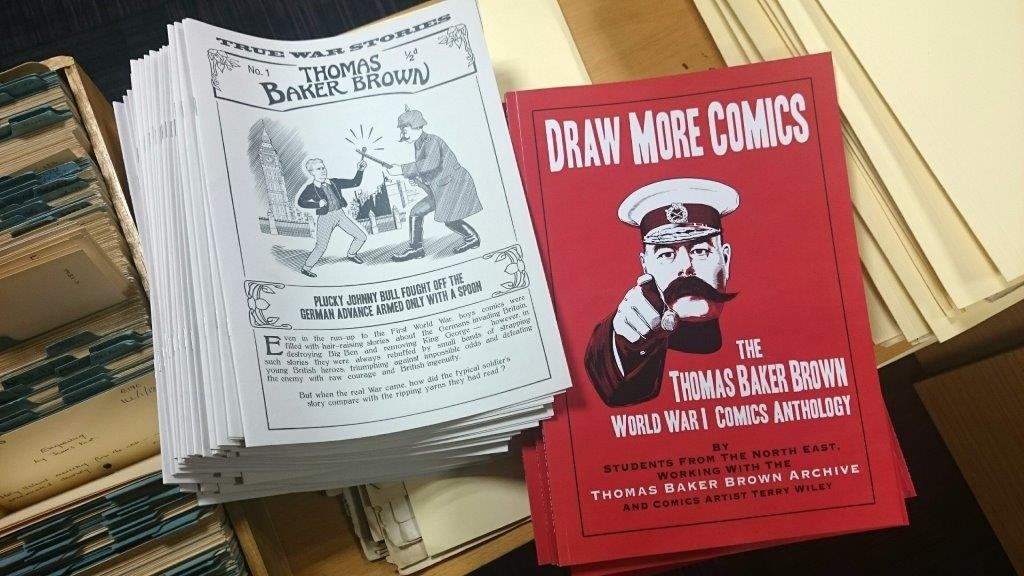 TRUE WAR STORIES
No. 1
½d
THOMAS
BAKER BROWN
PLUCKY JOHNNY BULL FOUGHT OFF THE
GERMAN ADVANCE ARMED ONLY WITH A SPOON
Even in the run-up to the First World War, boys comics were
filled with hair-raising stories about the Germans invading Britain,
destroying Big Ben and removing King George — however, in
such stories they were always rebuffed by small bands of strapping
young British heroes, triumphing against impossible odds and defeating
the enemy with raw courage and British ingenuity.
But when the real War came, how did the typical soldier's
story compare with the ripping yarns they had read?
DRAW MORE COMICS
THE
THOMAS BAKER BROWN
WORLD WAR I COMICS ANTHOLOGY
BY
STUDENTS FROM THE NORTH EAST,
WORKING WITH THE
THOMAS BAKER BROWN ARCHIVE
AND COMICS ARTIST TERRY WILEY